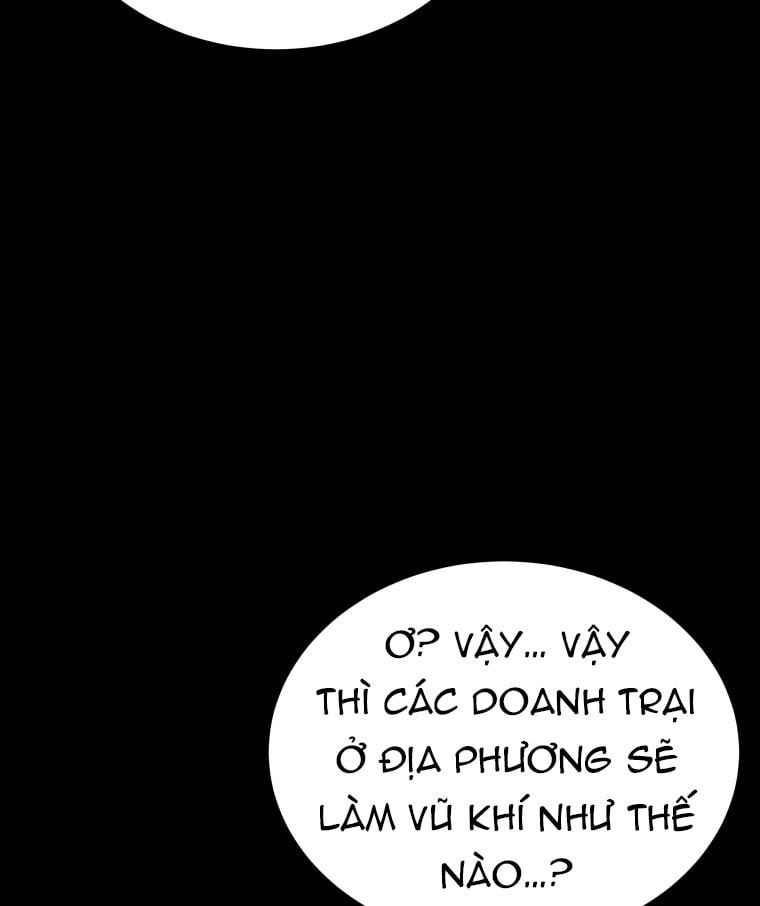 Ơ? VẬY... VẬY
THÌ CÁC DOANH TRẠI
Ở ĐỊA PHƯƠNG SẼ
LÀM VŨ KHÍ NHƯ THẾ
NÀO...?